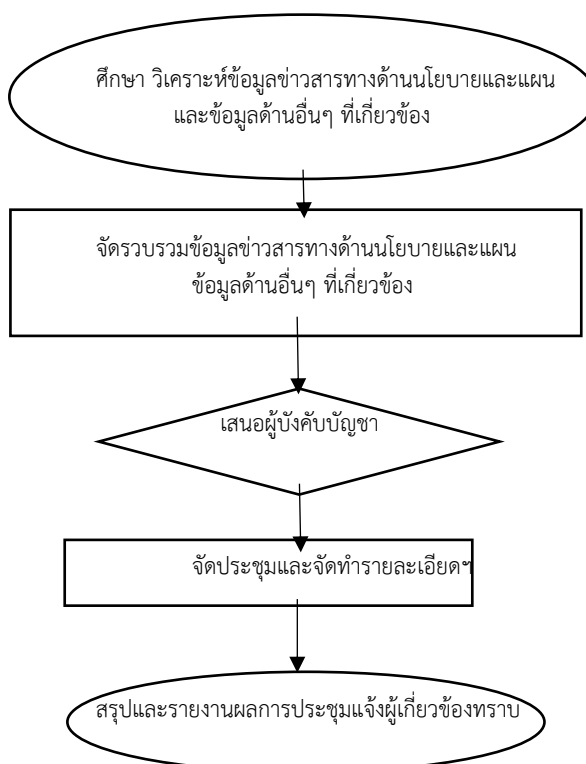 ศึกษา วิเคราะห์ข้อมูลข่าวสารทางด้านนโยบายและแผน
และข้อมูลด้านอื่นๆ ที่เกี่ยวข้อง
จัดรวบรวมข้อมูลข่าวสารทางด้านนโยบายและแผน
ข้อมูลด้านอื่นๆ ที่เกี่ยวข้อง
เสนอผู้บังคับบัญชา
จัดประชุมและจัดทำรายละเอียดฯ
สรุปและรายงานผลการประชุมแจ้งผู้เกี่ยวข้องทราบ